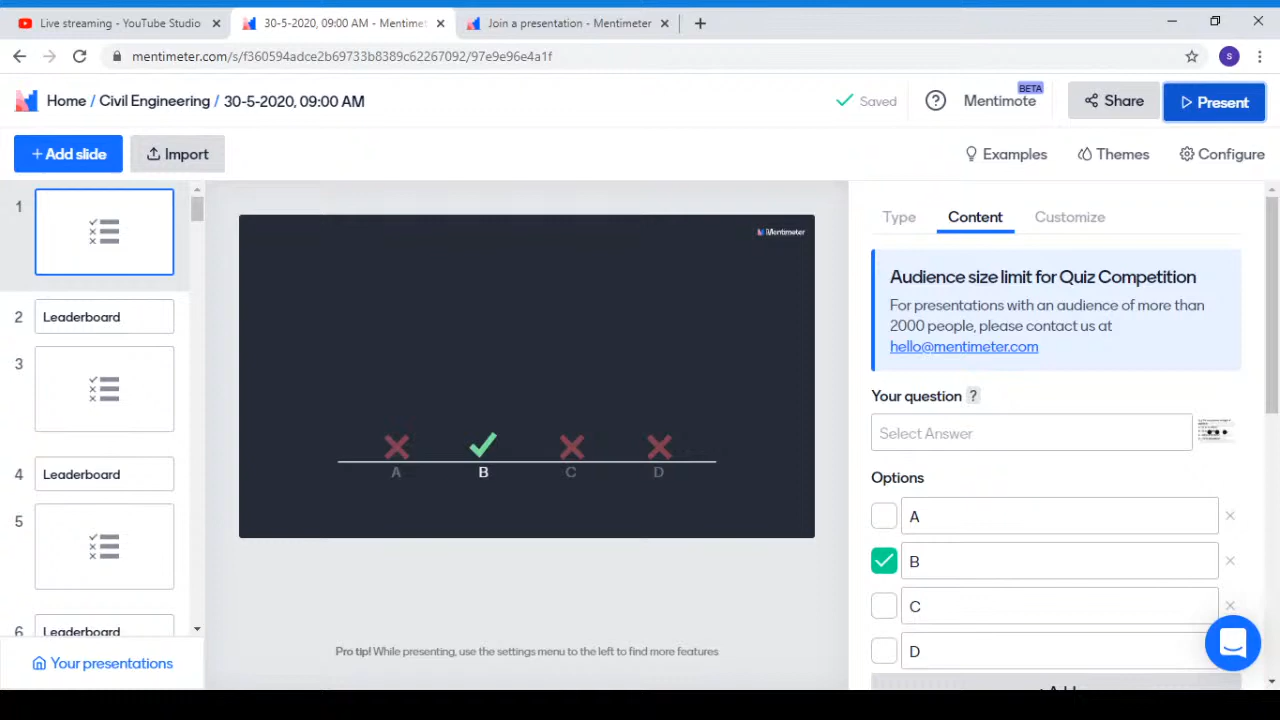 Live streaming - YouTube Studio
30-5-2020, 09:00 AM - Mentimet
Join a presentation - Mentimeter
mentimeter.com/s/f360594adce2b69733b8389c62267092/97e9e96e4a1f
S
Home / Civil Engineering / 30-5-2020, 09:00 AM
Saved
?
Mentimote
BETA
Share
Present
+ Add slide
Import
Examples
Themes
Configure
1
2
Leaderboard
3
4
Leaderboard
5
6
Leaderboard
Your presentations
Mentimeter
A
B
C
D
Pro tip! While presenting, use the settings menu to the left to find more features
Type
Content
Customize
Audience size limit for Quiz Competition
For presentations with an audience of more than
2000 people, please contact us at
hello@mentimeter.com
Your question ?
Select Answer
Options
A
B
C
D